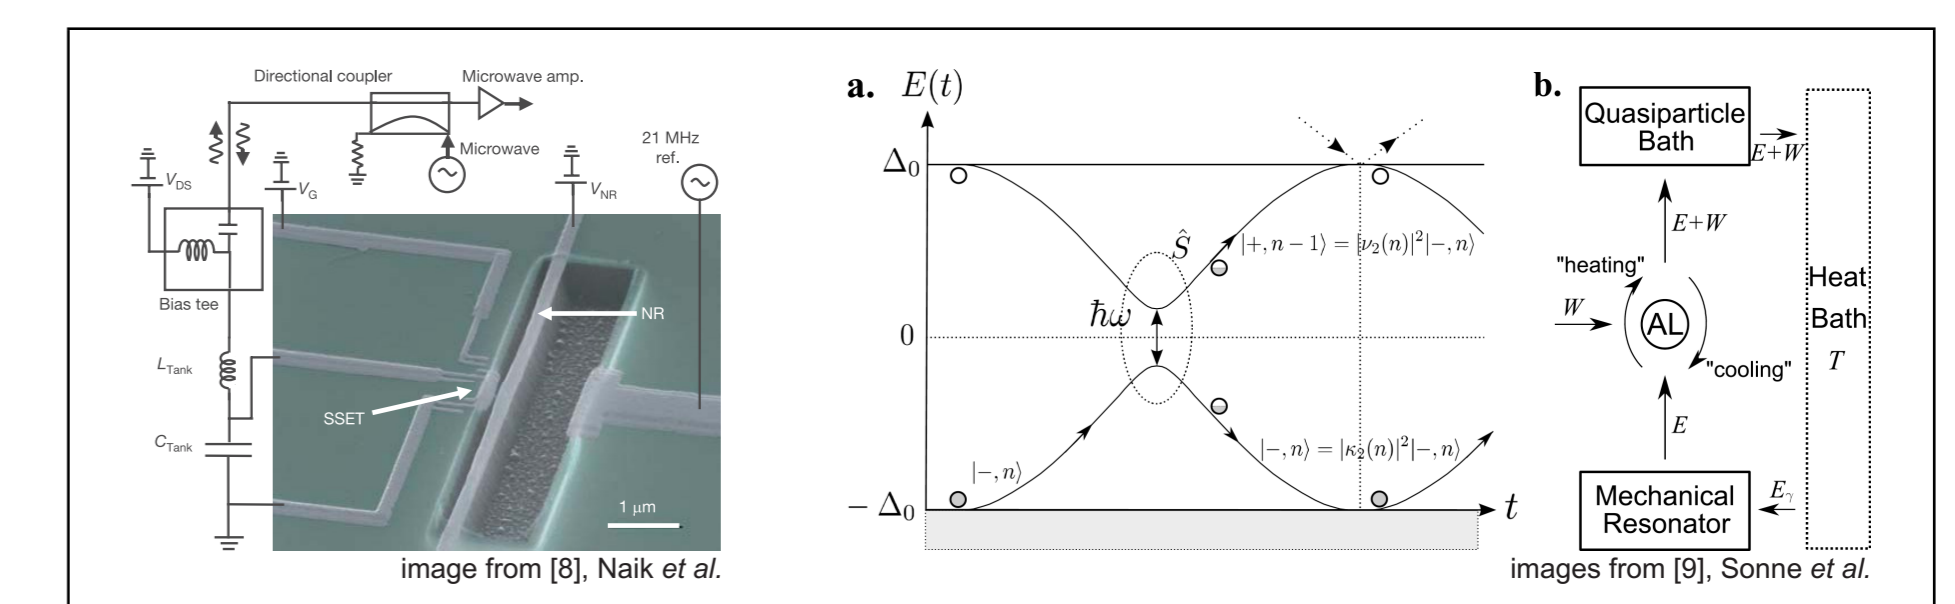 Directional coupler
Microwave amp.
21 MHz
ref.
Microwave
V_DS
V_G
V_NR
Bias tee
NR
L_Tank
SSET
C_Tank
1 μm
image from [8], Naik et al.
a. E(t)
Δ₀
Ŝ
|+, n − 1⟩ = |ν₂(n)|²|−, n⟩
ħω
0
|−, n⟩
|−, n⟩ = |κ₂(n)|²|−, n⟩
− Δ₀
t
b.
Quasiparticle
Bath
E+W
E+W
"heating"
W
AL
"cooling"
E
Mechanical
Resonator
E_γ
Heat
Bath
T
images from [9], Sonne et al.